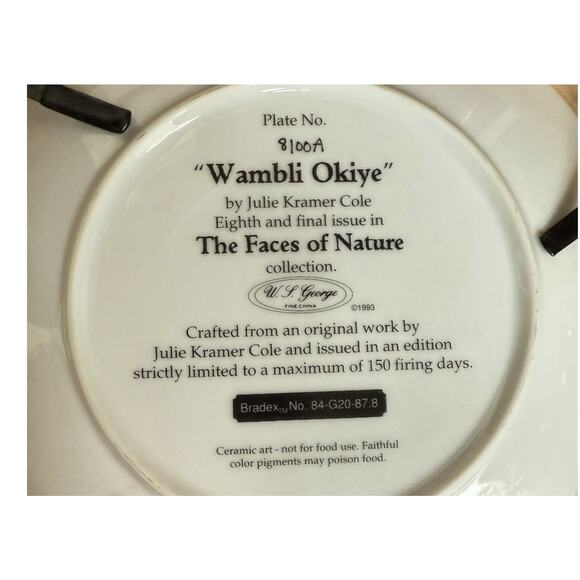 Plate No.
8100A
"Wambli Okiye"
by Julie Kramer Cole
Eighth and final issue in
The Faces of Nature
collection.
W. S. George
FINE CHINA
©1993
Crafted from an original work by
Julie Kramer Cole and issued in an edition
strictly limited to a maximum of 150 firing days.
Bradex™ No. 84-G20-87.8
Ceramic art - not for food use. Faithful
color pigments may poison food.